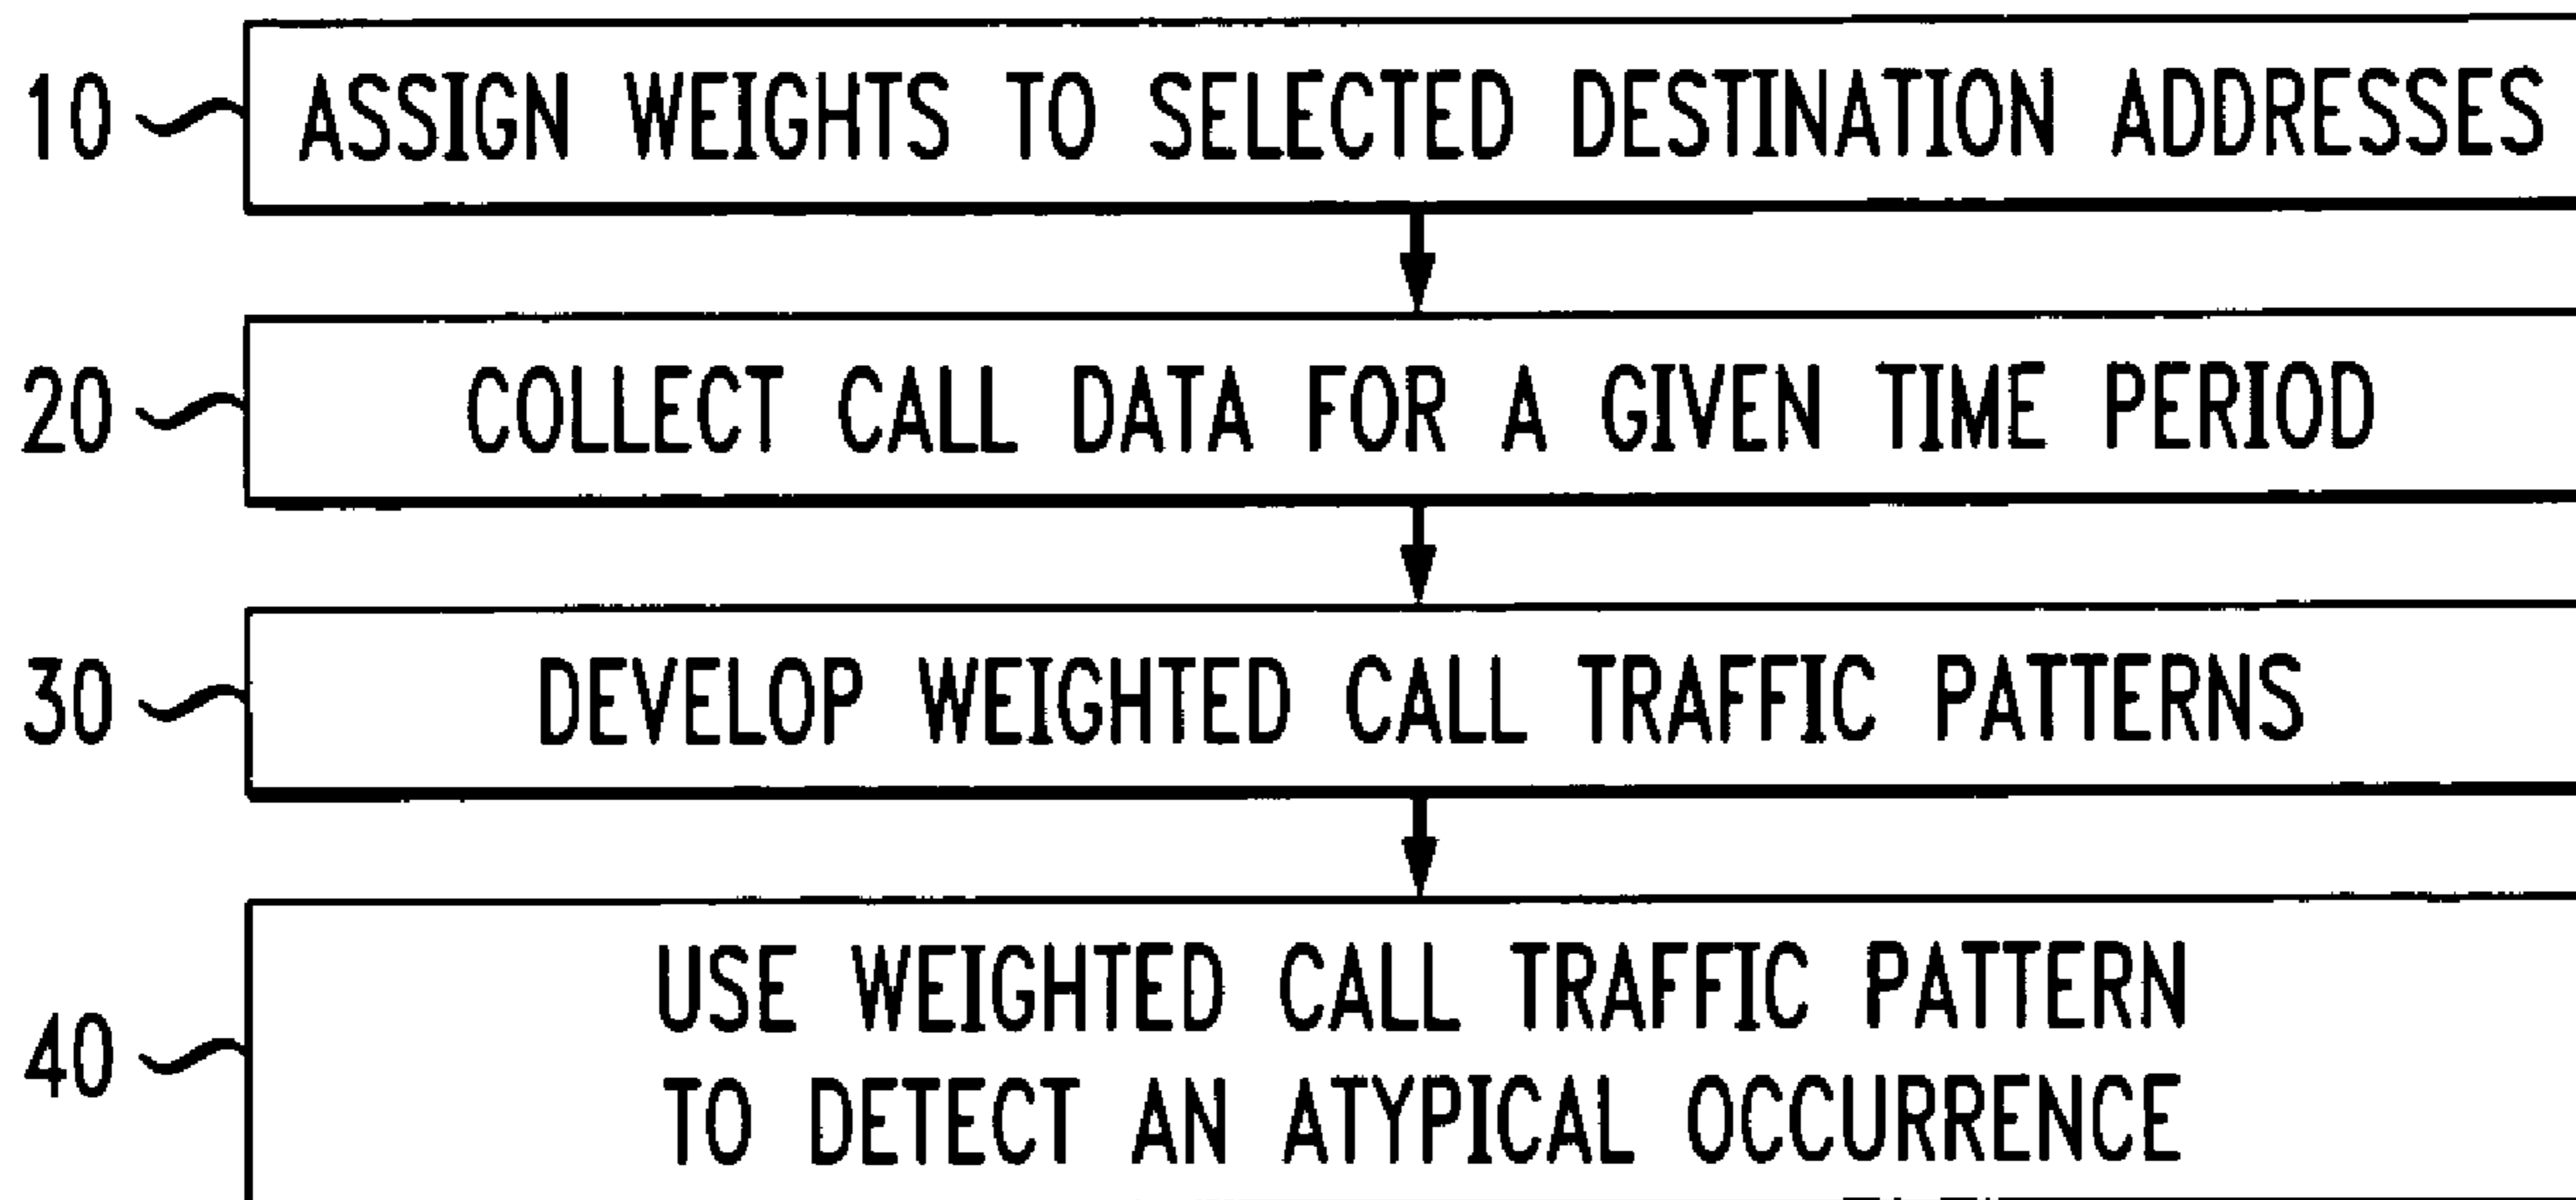 10 ASSIGN WEIGHTS TO SELECTED DESTINATION ADDRESSES
20 COLLECT CALL DATA FOR A GIVEN TIME PERIOD
30 DEVELOP WEIGHTED CALL TRAFFIC PATTERNS
40 USE WEIGHTED CALL TRAFFIC PATTERN
TO DETECT AN ATYPICAL OCCURRENCE